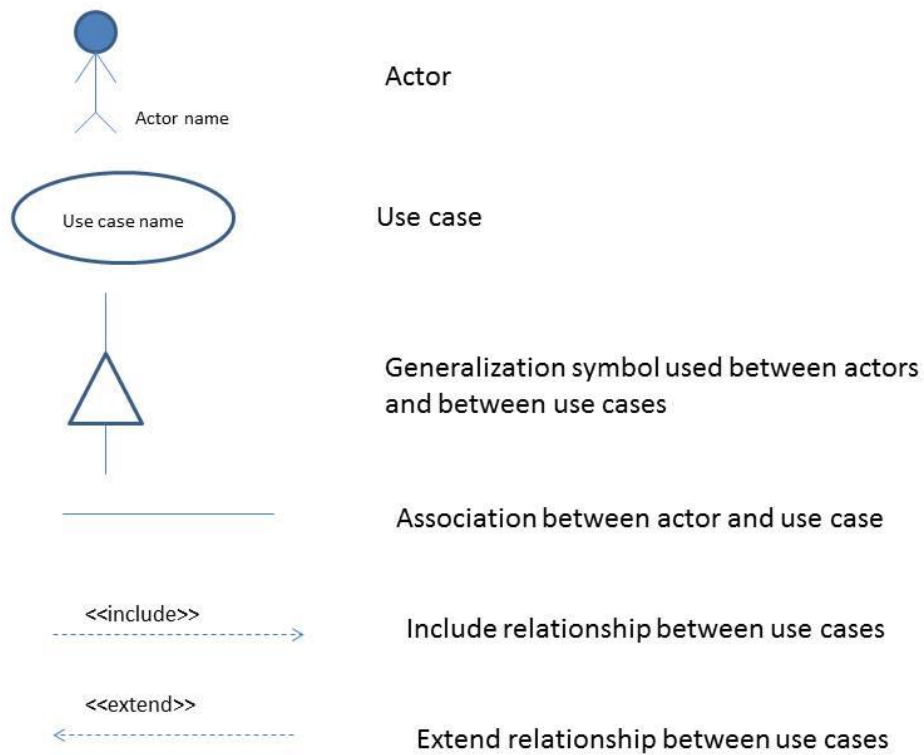 Actor
Actor name
Use case name
Use case
Generalization symbol used between actors
and between use cases
Association between actor and use case
<<include>>
Include relationship between use cases
<<extend>>
Extend relationship between use cases